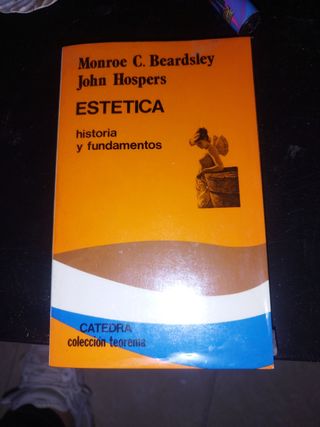 Monroe C. Beardsley
John Hospers
ESTETICA
historia
y fundamentos
CATEDRA
colección teorema